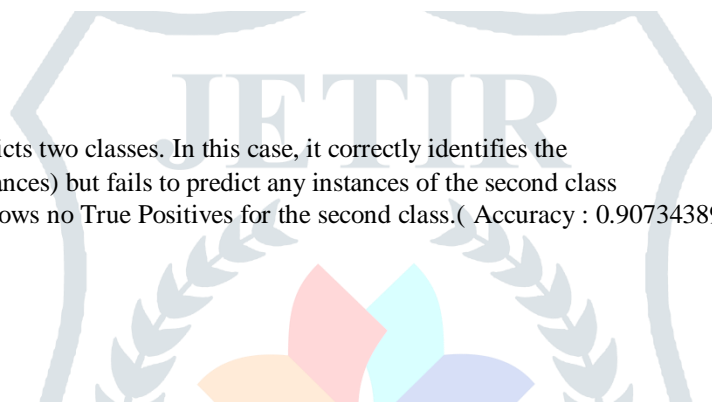 JETIR
icts two classes. In this case, it correctly identifies the
ances) but fails to predict any instances of the second class
ows no True Positives for the second class.( Accuracy : 0.90734389